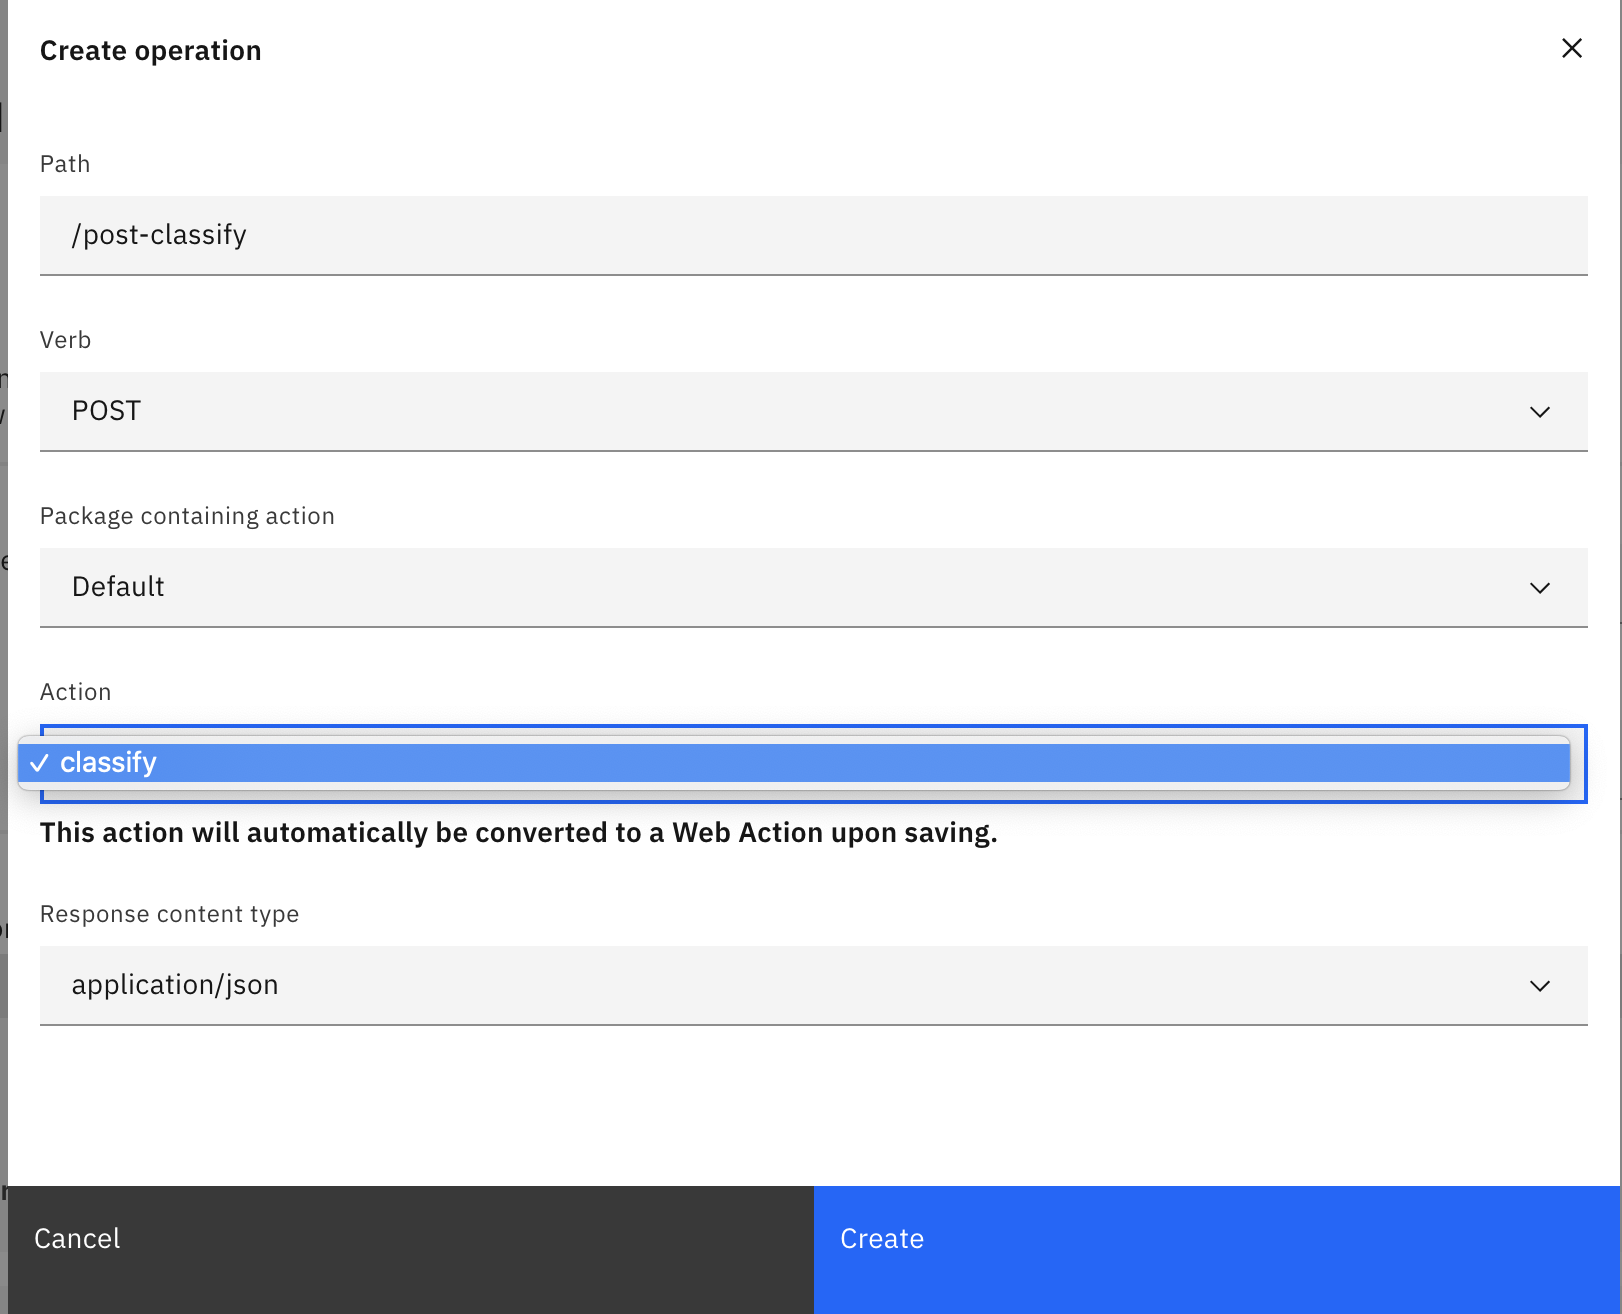 Create operation
Path
/post-classify
Verb
POST
Package containing action
Default
Action
✓ classify
This action will automatically be converted to a Web Action upon saving.
Response content type
application/json
Cancel
Create